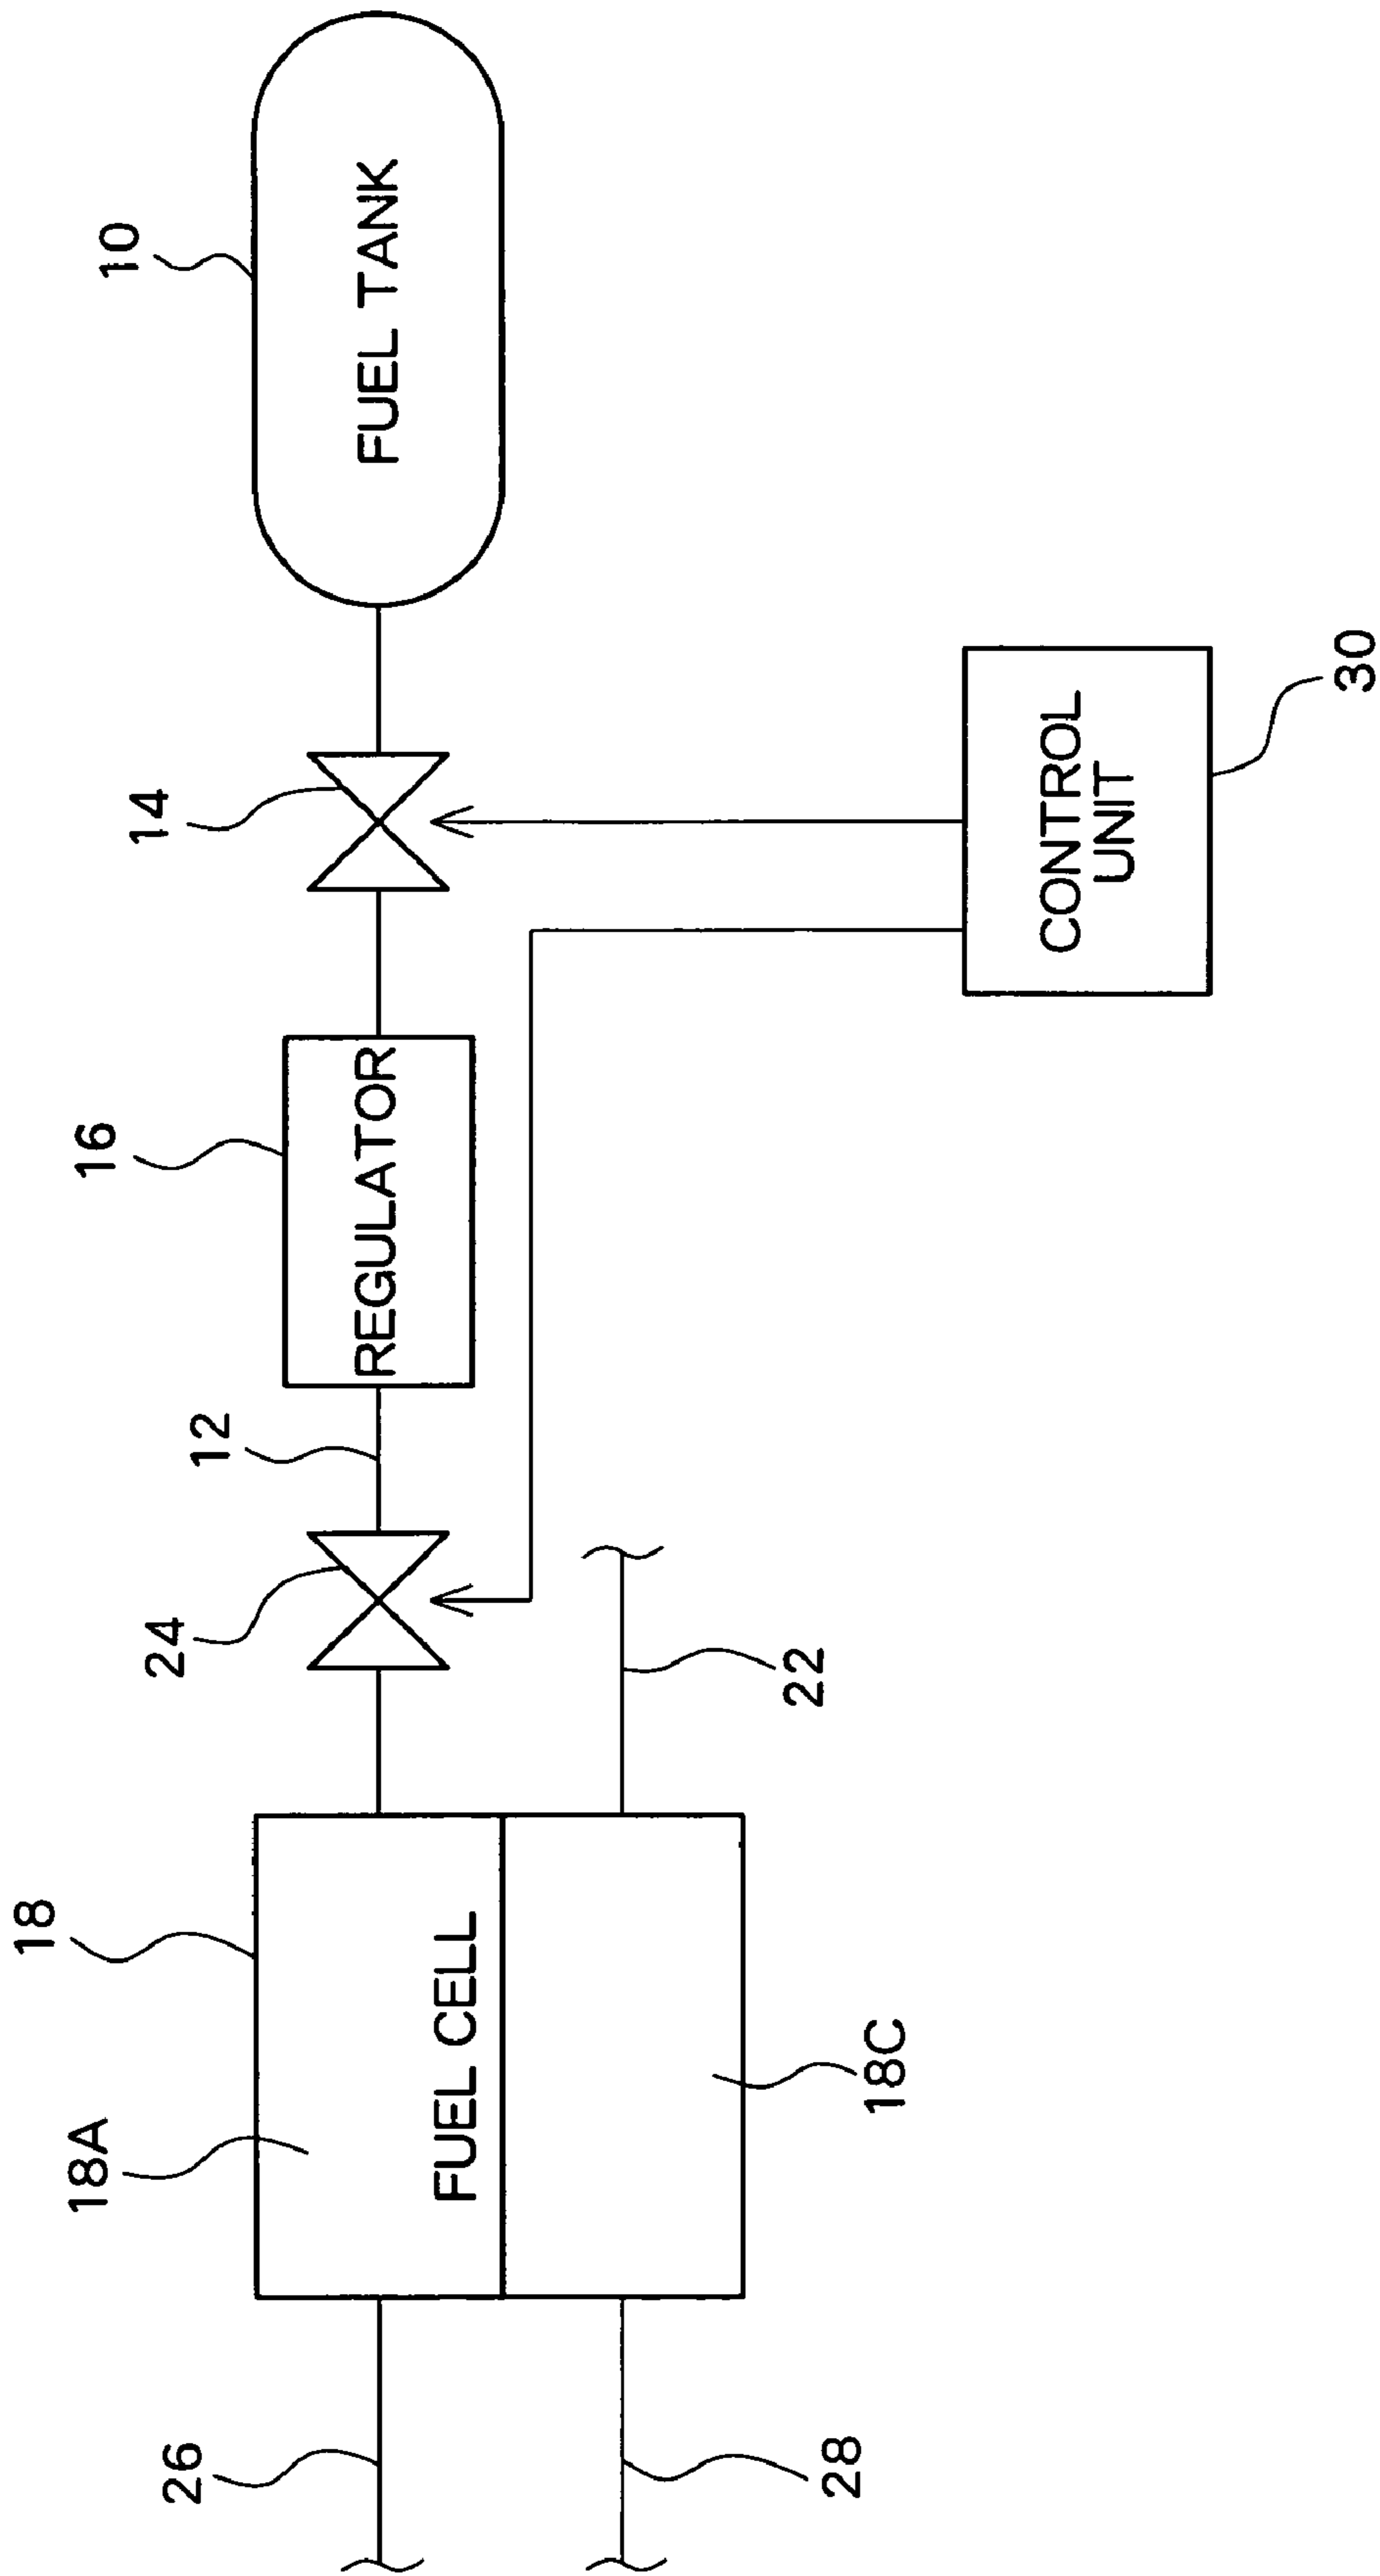 10
FUEL TANK
14
16
REGULATOR
12
24
18
18A
FUEL CELL
18C
22
26
28
CONTROL
UNIT
30